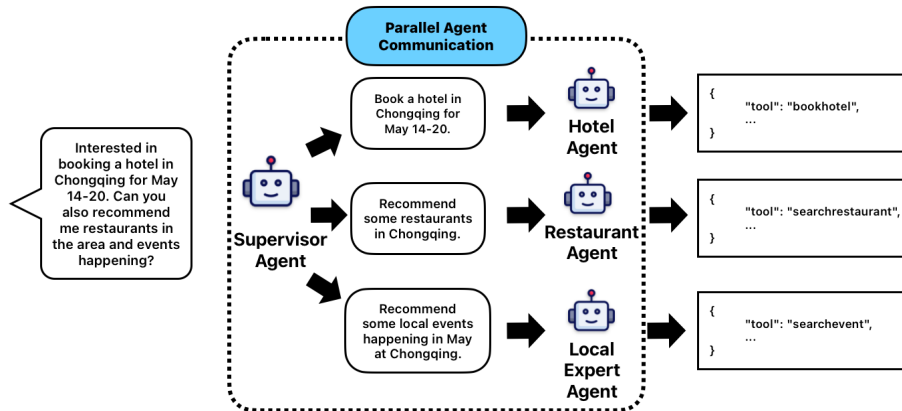 Parallel Agent
Communication
Interested in
booking a hotel in
Chongqing for May
14-20. Can you
also recommend
me restaurants in
the area and events
happening?
Supervisor
Agent
Book a hotel in
Chongqing for
May 14-20.
Hotel
Agent
{
"tool": "bookhotel",
...
}
Recommend
some restaurants
in Chongqing.
Restaurant
Agent
{
"tool": "searchrestaurant",
...
}
Recommend
some local events
happening in May
at Chongqing.
Local
Expert
Agent
{
"tool": "searchevent",
...
}